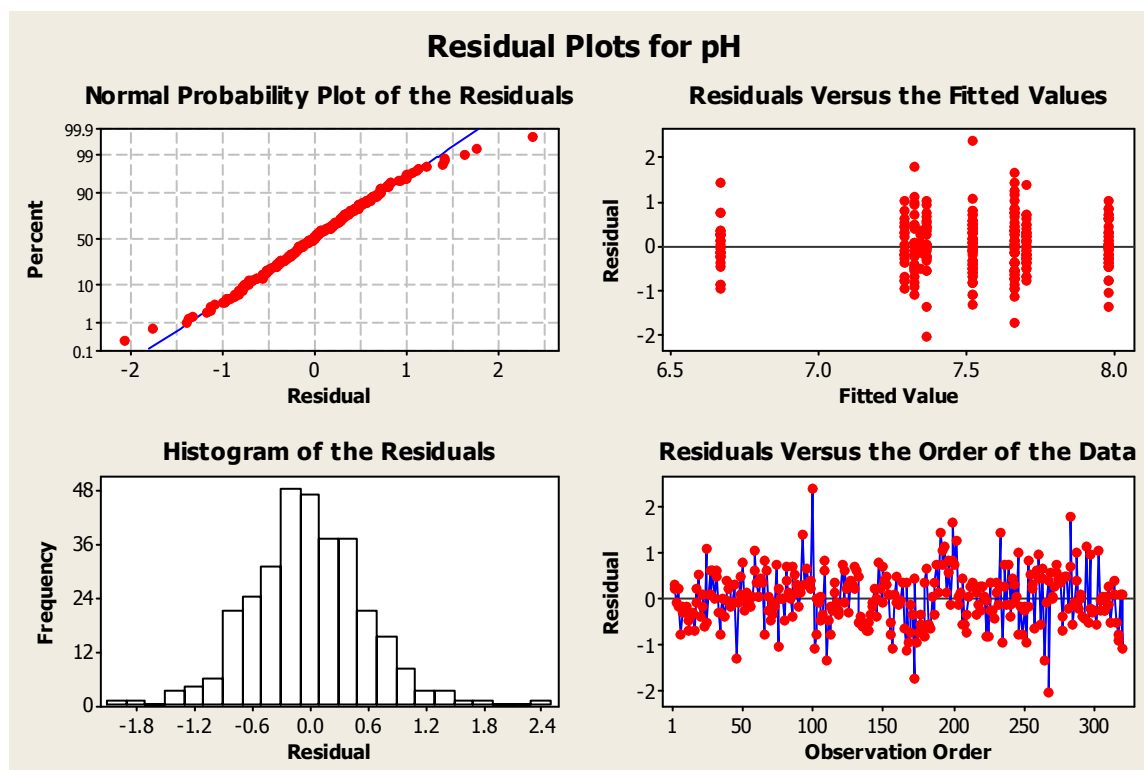 Residual Plots for pH
Normal Probability Plot of the Residuals
99.9
99
90
50
10
1
0.1
Percent
-2 -1 0 1 2
Residual
Residuals Versus the Fitted Values
2
1
0
-1
-2
Residual
6.5 7.0 7.5 8.0
Fitted Value
Histogram of the Residuals
48
36
24
12
0
Frequency
-1.8 -1.2 -0.6 0.0 0.6 1.2 1.8 2.4
Residual
Residuals Versus the Order of the Data
2
1
0
-1
-2
Residual
1 50 100 150 200 250 300
Observation Order